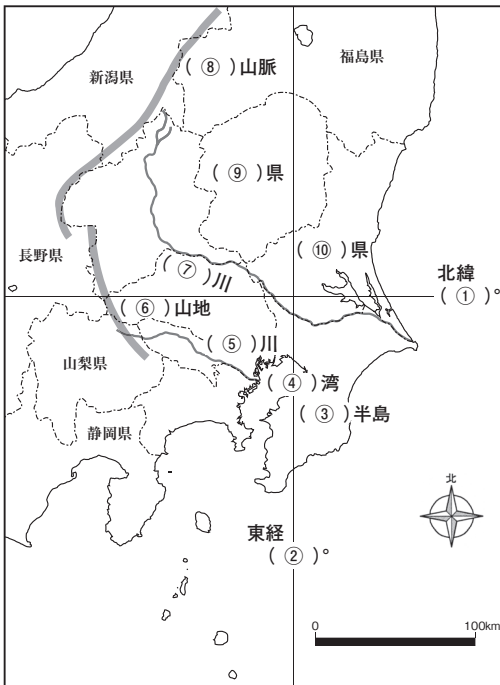 新潟県
( ⑧ )山脈
福島県
( ⑨ )県
長野県
( ⑩ )県
( ⑦ )川
北緯
( ① )°
( ⑥ )山地
( ⑤ )川
山梨県
( ④ )湾
( ③ )半島
静岡県
北
東経
( ② )°
0
100km